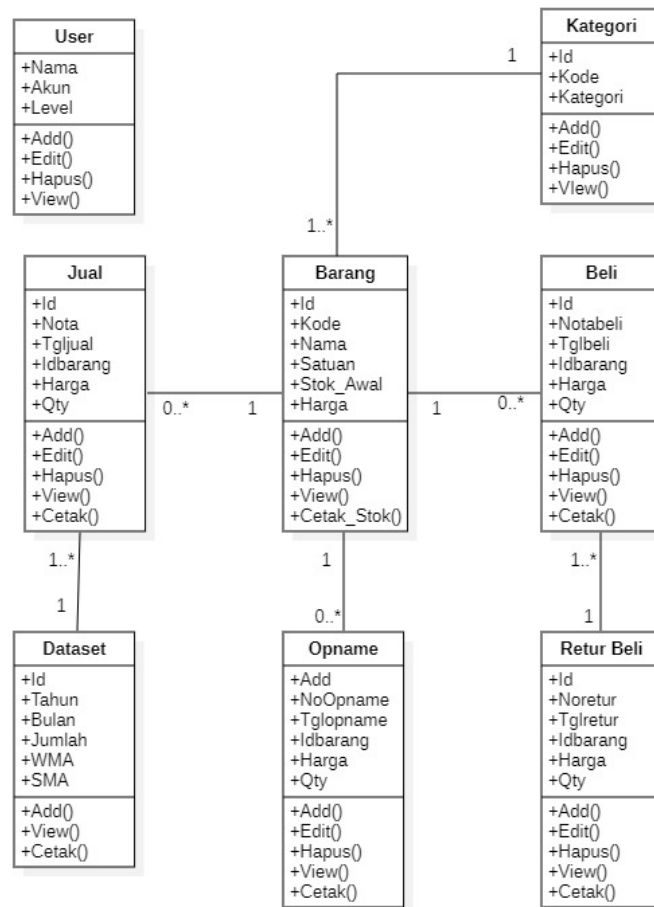 User
+Nama
+Akun
+Level
+Add()
+Edit()
+Hapus()
+View()
Kategori
+Id
+Kode
+Kategori
+Add()
+Edit()
+Hapus()
+VIew()
1
1..*
Jual
+Id
+Nota
+Tgljual
+Idbarang
+Harga
+Qty
+Add()
+Edit()
+Hapus()
+View()
+Cetak()
0..*
1
Barang
+Id
+Kode
+Nama
+Satuan
+Stok_Awal
+Harga
+Add()
+Edit()
+Hapus()
+View()
+Cetak_Stok()
1
0..*
Beli
+Id
+Notabeli
+Tglbeli
+Idbarang
+Harga
+Qty
+Add()
+Edit()
+Hapus()
+View()
+Cetak()
1..*
1
1
0..*
1..*
1
Dataset
+Id
+Tahun
+Bulan
+Jumlah
+WMA
+SMA
+Add()
+View()
+Cetak()
Opname
+Add
+NoOpname
+Tglopname
+Idbarang
+Harga
+Qty
+Add()
+Edit()
+Hapus()
+View()
+Cetak()
Retur Beli
+Id
+Noretur
+Tglretur
+Idbarang
+Harga
+Qty
+Add()
+Edit()
+Hapus()
+View()
+Cetak()